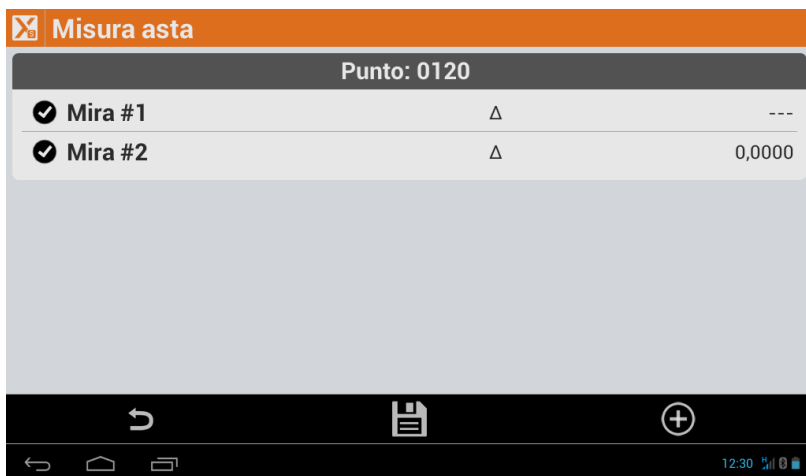 Misura asta
Punto: 0120
Mira #1 Δ ---
Mira #2 Δ 0,0000
12:30 H